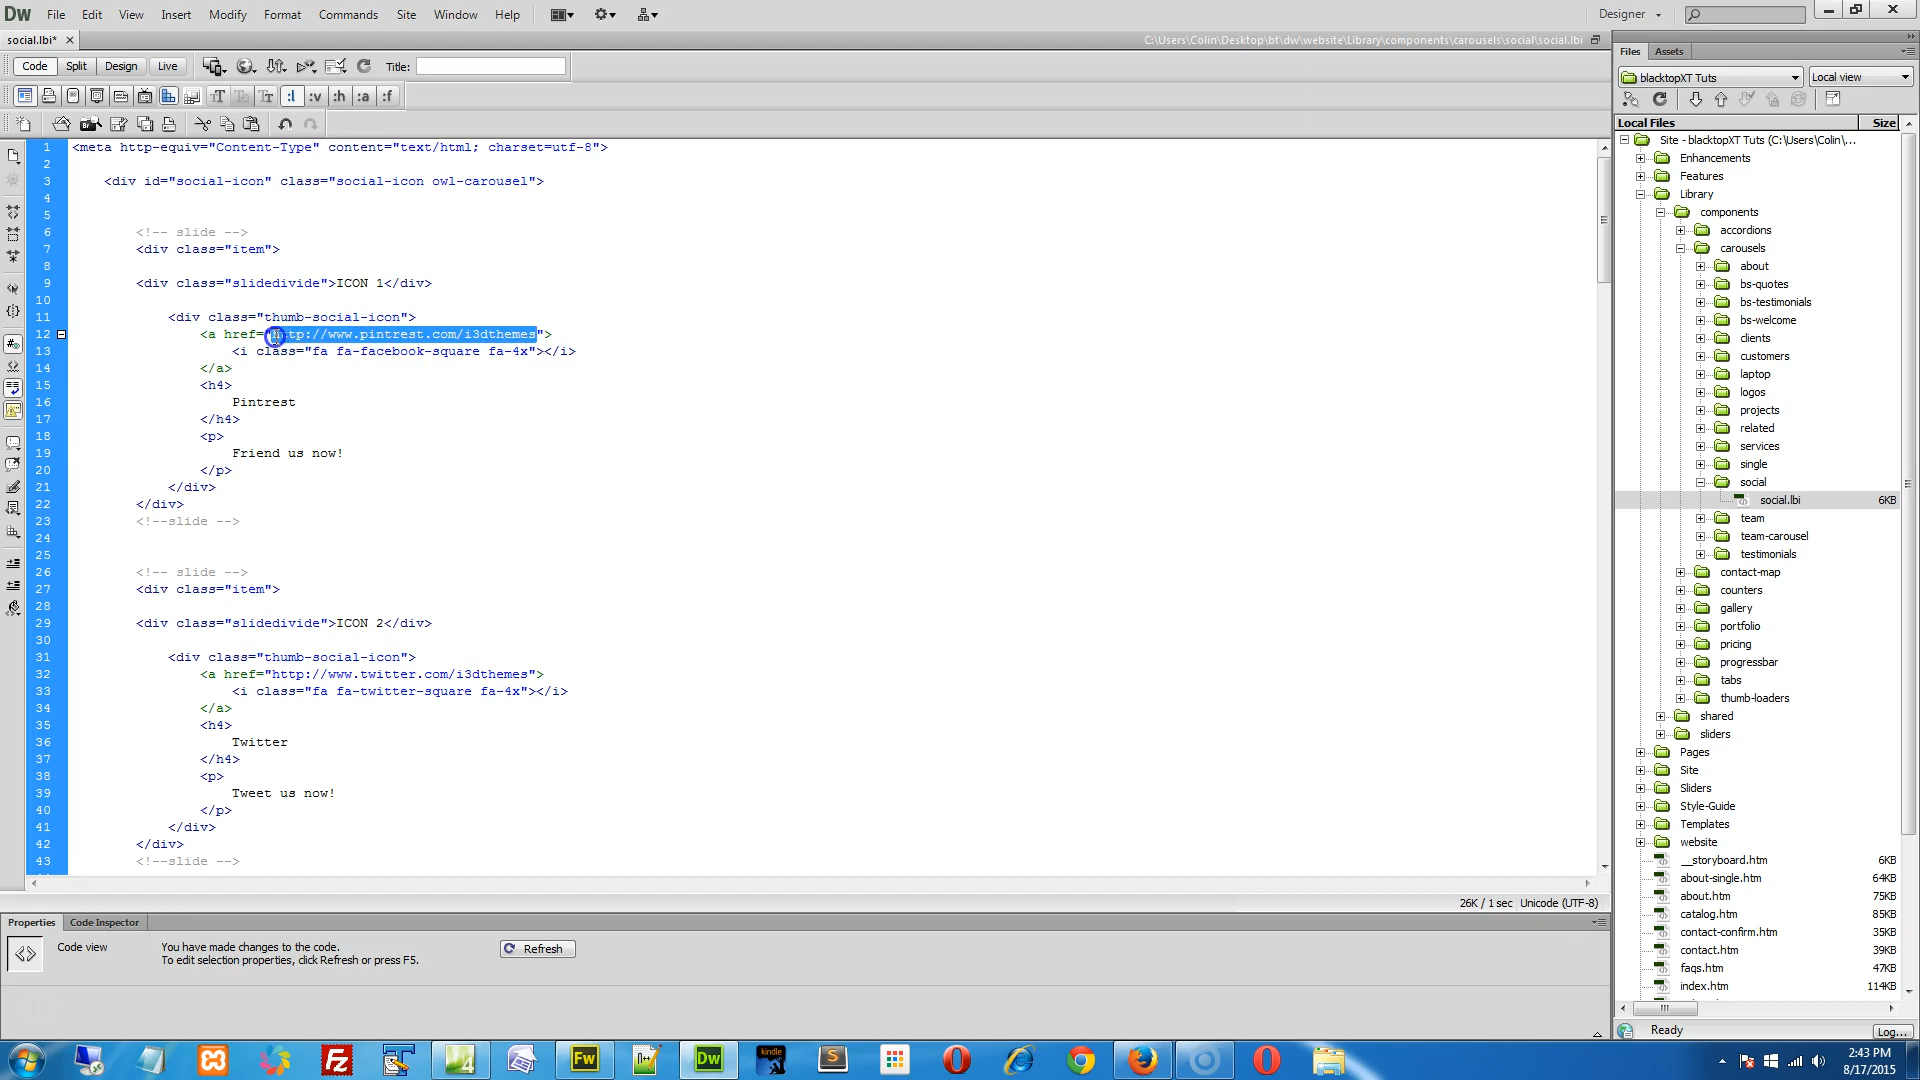 Dw File Edit View Insert Modify Format Commands Site Window Help Designer
social.lbi* C:\Users\Colin\Desktop\bt\dw\website\Library\components\carousels\social\social.lbi
Files Assets
Code Split Design Live Title:
blacktopXT Tuts Local view
:l :v :h :a :f
Local Files Size
1 <meta http-equiv="Content-Type" content="text/html; charset=utf-8">
2
3 <div id="social-icon" class="social-icon owl-carousel">
4
5
6 <!-- slide -->
7 <div class="item">
8
9 <div class="slidedivide">ICON 1</div>
10
11 <div class="thumb-social-icon">
12 <a href="http://www.pintrest.com/i3dthemes">
13 <i class="fa fa-facebook-square fa-4x"></i>
14 </a>
15 <h4>
16 Pintrest
17 </h4>
18 <p>
19 Friend us now!
20 </p>
21 </div>
22 </div>
23 <!--slide -->
24
25
26 <!-- slide -->
27 <div class="item">
28
29 <div class="slidedivide">ICON 2</div>
30
31 <div class="thumb-social-icon">
32 <a href="http://www.twitter.com/i3dthemes">
33 <i class="fa fa-twitter-square fa-4x"></i>
34 </a>
35 <h4>
36 Twitter
37 </h4>
38 <p>
39 Tweet us now!
40 </p>
41 </div>
42 </div>
43 <!--slide -->
Site - blacktopXT Tuts (C:\Users\Colin\...
Enhancements
Features
Library
components
accordions
carousels
about
bs-quotes
bs-testimonials
bs-welcome
clients
customers
laptop
logos
projects
related
services
single
social
social.lbi 6KB
team
team-carousel
testimonials
contact-map
counters
gallery
portfolio
pricing
progressbar
tabs
thumb-loaders
shared
sliders
Pages
Site
Sliders
Style-Guide
Templates
website
__storyboard.htm 6KB
about-single.htm 64KB
about.htm 75KB
catalog.htm 85KB
contact-confirm.htm 35KB
contact.htm 39KB
faqs.htm 47KB
index.htm 114KB
26K / 1 sec Unicode (UTF-8)
Properties Code Inspector
Code view You have made changes to the code.
To edit selection properties, click Refresh or press F5.
Refresh
Ready Log...
Fz Fw Dw kindle S
2:43 PM
8/17/2015